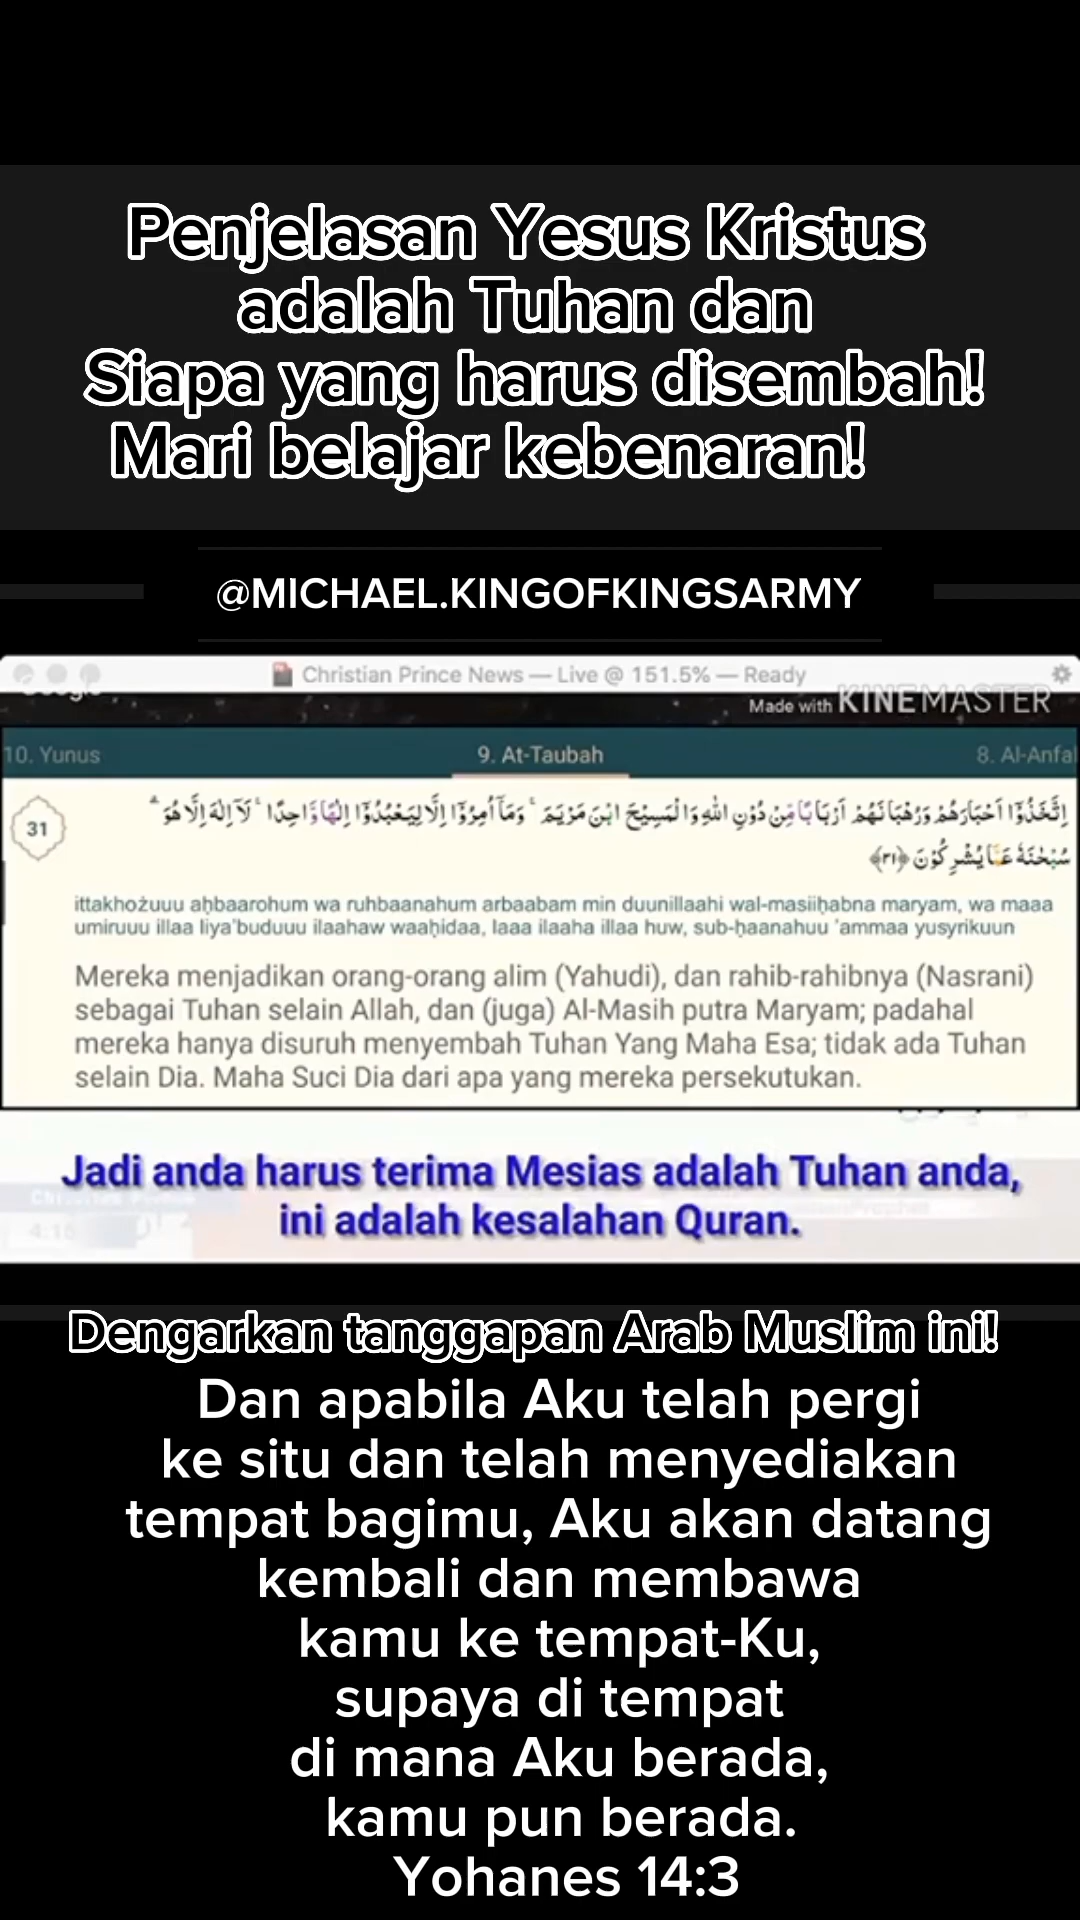 Penjelasan Yesus Kristus
adalah Tuhan dan
Siapa yang harus disembah!
Mari belajar kebenaran!
@MICHAEL.KINGOFKINGSARMY
Christian Prince News — Live @ 151.5% — Ready
Made with KINEMASTER
10. Yunus 9. At-Taubah 8. Al-Anfal
31
اِتَّخَذُوْٓا اَحْبَارَهُمْ وَرُهْبَانَهُمْ اَرْبَابًا مِّنْ دُوْنِ اللّٰهِ وَالْمَسِيْحَ ابْنَ مَرْيَمَ ۚ وَمَآ اُمِرُوْٓا اِلَّا لِيَعْبُدُوْٓا اِلٰهًا وَّاحِدًا ۚ لَآ اِلٰهَ اِلَّا هُوَ ۗ
سُبْحٰنَهٗ عَمَّا يُشْرِكُوْنَ ﴿٣١﴾
ittakhożuuu aḥbaarohum wa ruhbaanahum arbaabam min duunillaahi wal-masiiḥabna maryam, wa maaa
umiruuu illaa liya'buduuu ilaahaw waaḥidaa, laaa ilaaha illaa huw, sub-ḥaanahuu 'ammaa yusyrikuun
Mereka menjadikan orang-orang alim (Yahudi), dan rahib-rahibnya (Nasrani)
sebagai Tuhan selain Allah, dan (juga) Al-Masih putra Maryam; padahal
mereka hanya disuruh menyembah Tuhan Yang Maha Esa; tidak ada Tuhan
selain Dia. Maha Suci Dia dari apa yang mereka persekutukan.
Jadi anda harus terima Mesias adalah Tuhan anda,
ini adalah kesalahan Quran.
Dengarkan tanggapan Arab Muslim ini!
Dan apabila Aku telah pergi
ke situ dan telah menyediakan
tempat bagimu, Aku akan datang
kembali dan membawa
kamu ke tempat-Ku,
supaya di tempat
di mana Aku berada,
kamu pun berada.
Yohanes 14:3